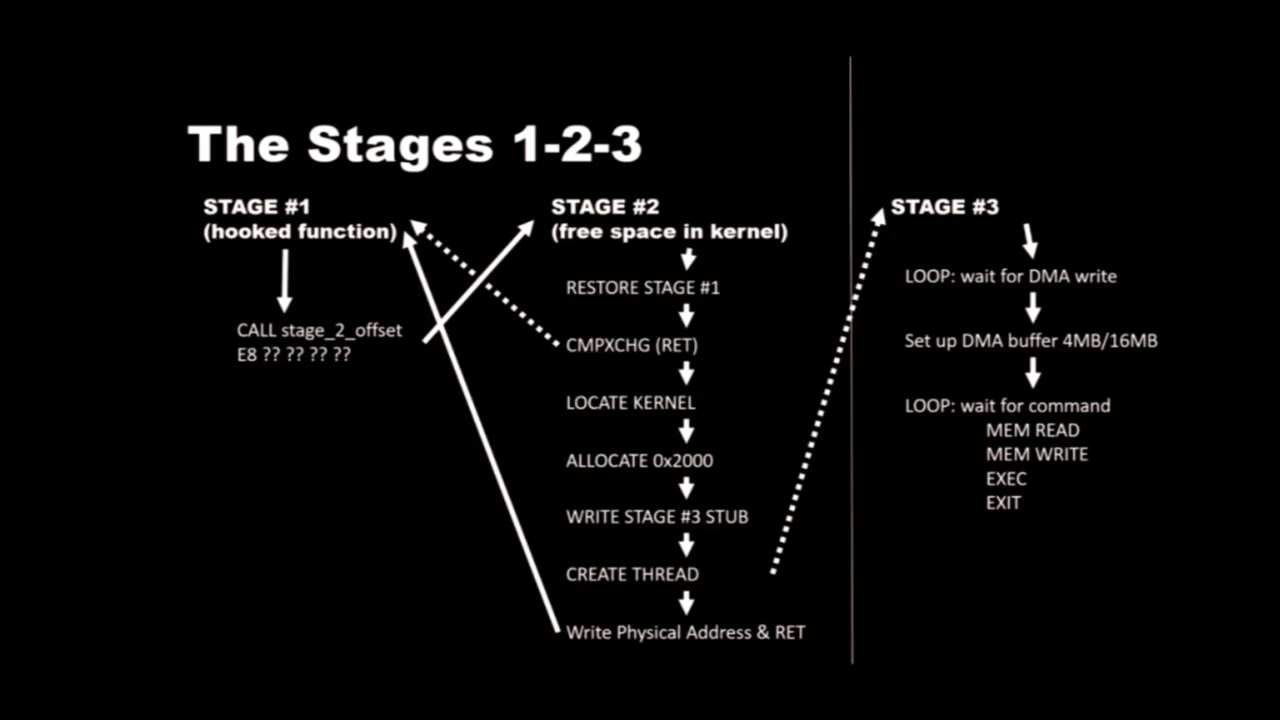 The Stages 1-2-3
STAGE #1
(hooked function)
CALL stage_2_offset
E8 ?? ?? ?? ??
STAGE #2
(free space in kernel)
RESTORE STAGE #1
CMPXCHG (RET)
LOCATE KERNEL
ALLOCATE 0x2000
WRITE STAGE #3 STUB
CREATE THREAD
Write Physical Address & RET
STAGE #3
LOOP: wait for DMA write
Set up DMA buffer 4MB/16MB
LOOP: wait for command
MEM READ
MEM WRITE
EXEC
EXIT